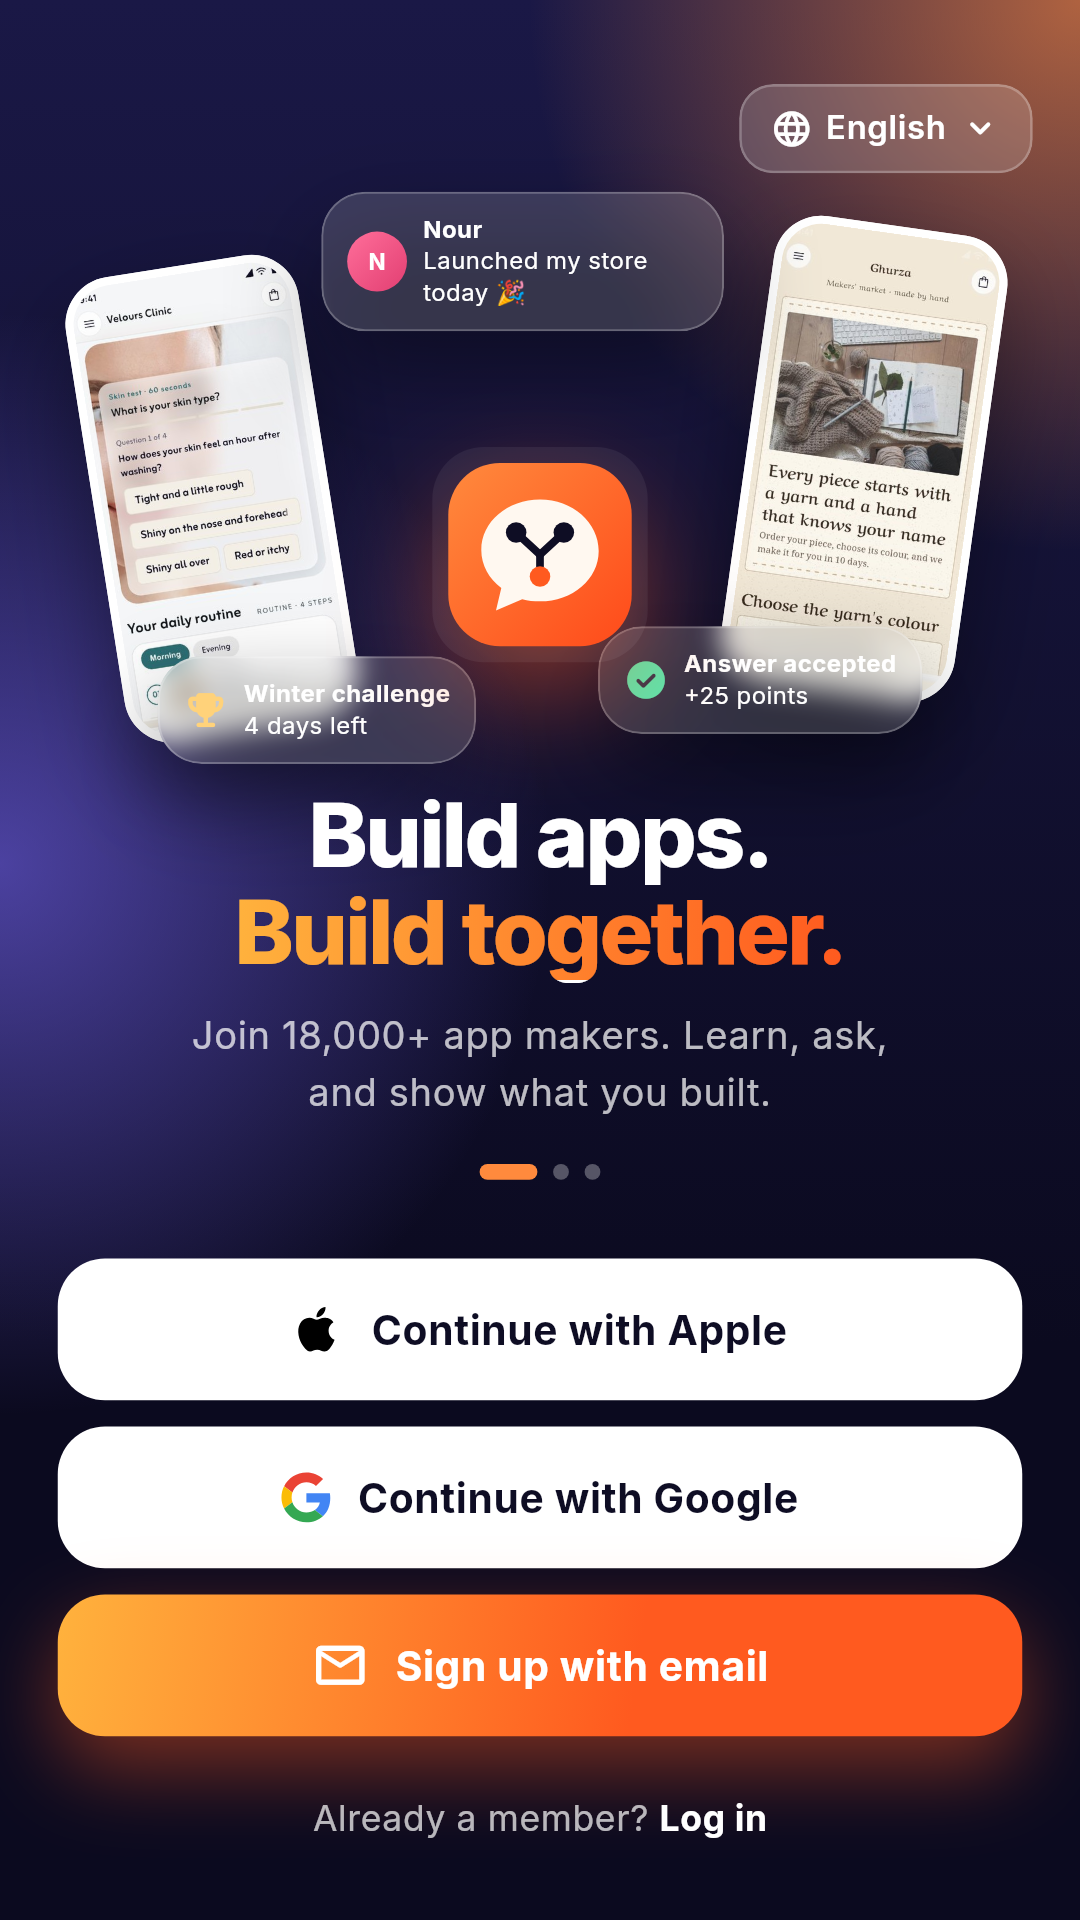 English
Nour
Launched my store
today 🎉
N
Velours Clinic
Skin test · 60 seconds
What is your skin type?
Question 1 of 4
How does your skin feel an hour after
washing?
Tight and a little rough
Shiny on the nose and forehead
Shiny all over
Red or itchy
Your daily routine
ROUTINE · 4 STEPS
Morning
Evening
Ghurza
Makers' market · made by hand
Every piece starts with
a yarn and a hand
that knows your name
Order your piece, choose its colour, and we
make it for you in 10 days.
Choose the yarn's colour
Winter challenge
4 days left
Answer accepted
+25 points
Build apps.
Build together.
Join 18,000+ app makers. Learn, ask,
and show what you built.
Continue with Apple
Continue with Google
Sign up with email
Already a member? Log in